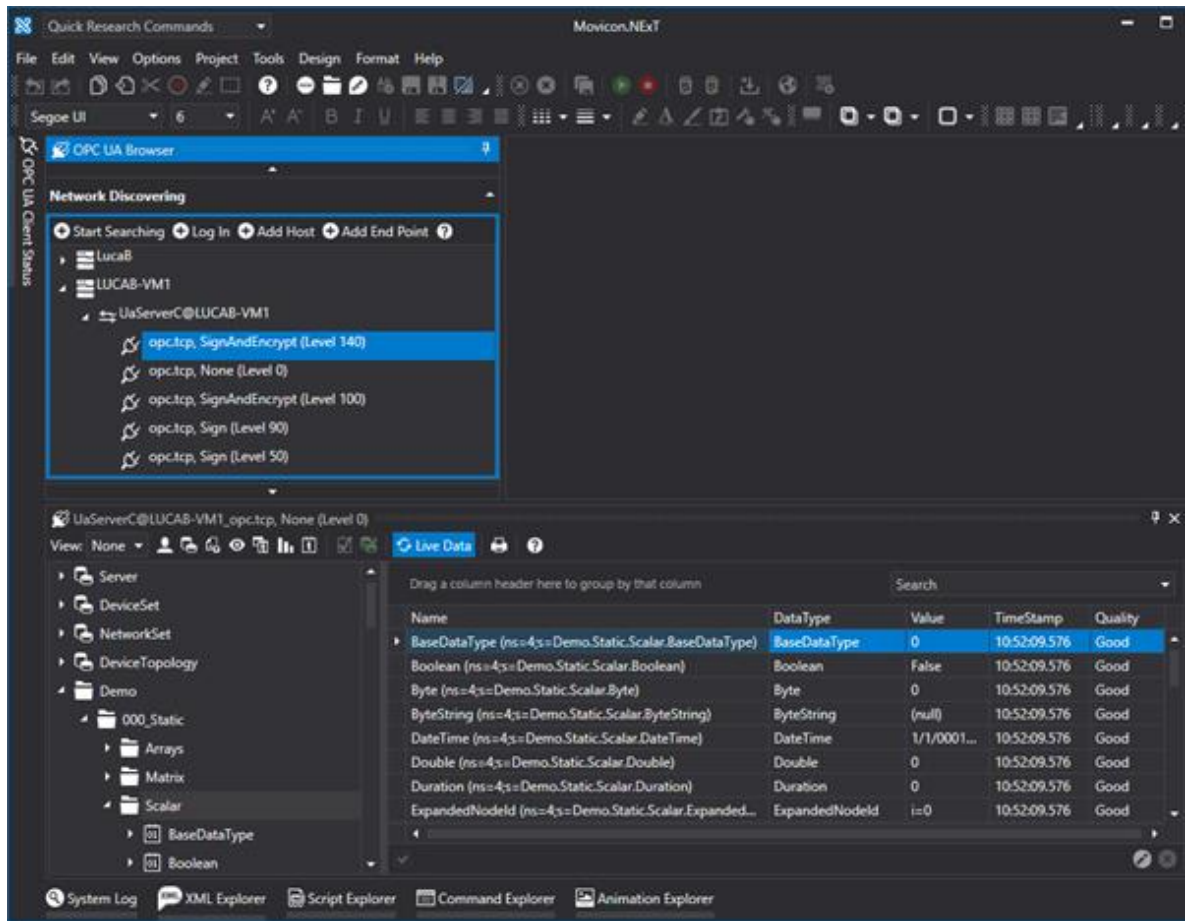 Quick Research Commands
Movicon.NExT
File Edit View Options Project Tools Design Format Help
Segoe UI 6 A A B I U
OPC UA Client Status
OPC UA Browser
Network Discovering
Start Searching Log In Add Host Add End Point ?
LucaB
LUCAB-VM1
UaServerC@LUCAB-VM1
opc.tcp, SignAndEncrypt (Level 140)
opc.tcp, None (Level 0)
opc.tcp, SignAndEncrypt (Level 100)
opc.tcp, Sign (Level 90)
opc.tcp, Sign (Level 50)
UaServerC@LUCAB-VM1_opc.tcp, None (Level 0)
View: None Live Data ?
Server
DeviceSet
NetworkSet
DeviceTopology
Demo
000_Static
Arrays
Matrix
Scalar
01 BaseDataType
01 Boolean
Drag a column header here to group by that column Search
Name DataType Value TimeStamp Quality
BaseDataType (ns=4;s=Demo.Static.Scalar.BaseDataType) BaseDataType 0 10:52:09.576 Good
Boolean (ns=4;s=Demo.Static.Scalar.Boolean) Boolean False 10:52:09.576 Good
Byte (ns=4;s=Demo.Static.Scalar.Byte) Byte 0 10:52:09.576 Good
ByteString (ns=4;s=Demo.Static.Scalar.ByteString) ByteString (null) 10:52:09.576 Good
DateTime (ns=4;s=Demo.Static.Scalar.DateTime) DateTime 1/1/0001... 10:52:09.576 Good
Double (ns=4;s=Demo.Static.Scalar.Double) Double 0 10:52:09.576 Good
Duration (ns=4;s=Demo.Static.Scalar.Duration) Duration 0 10:52:09.576 Good
ExpandedNodeId (ns=4;s=Demo.Static.Scalar.Expanded... ExpandedNodeId i=0 10:52:09.576 Good
System Log XML Explorer Script Explorer Command Explorer Animation Explorer